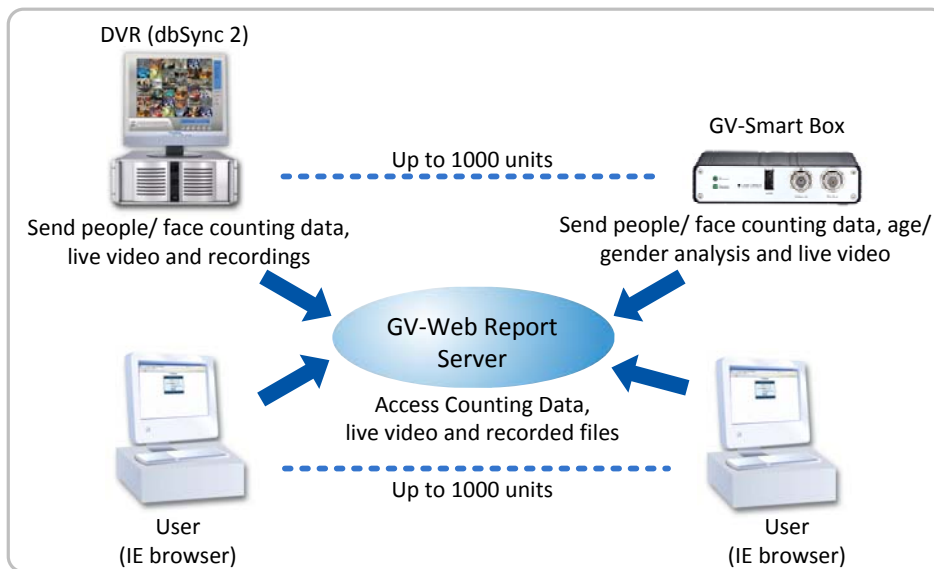 DVR (dbSync 2)
GV-Smart Box
Up to 1000 units
Send people/ face counting data,
live video and recordings
Send people/ face counting data, age/
gender analysis and live video
GV-Web Report
Server
Access Counting Data,
live video and recorded files
Up to 1000 units
User
(IE browser)
User
(IE browser)